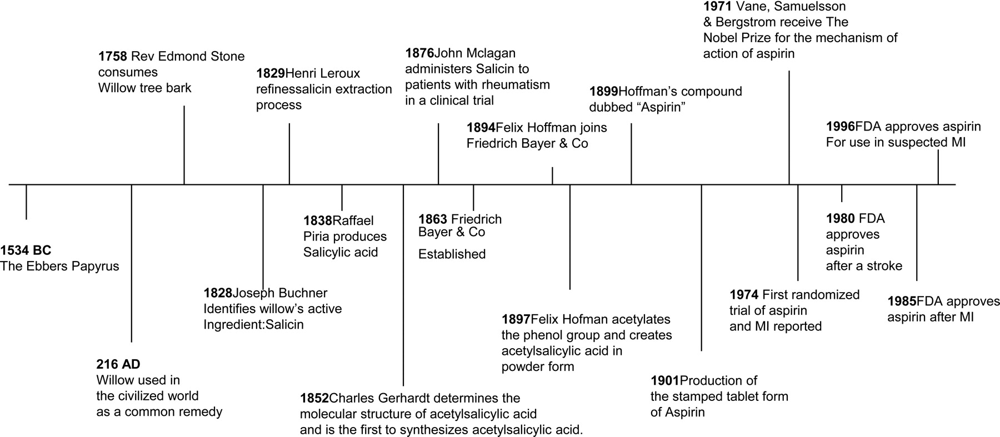 1971 Vane, Samuelsson
& Bergstrom receive The
Nobel Prize for the mechanism of
action of aspirin
1758 Rev Edmond Stone
consumes
Willow tree bark
1829Henri Leroux
refinessalicin extraction
process
1876John Mclagan
administers Salicin to
patients with rheumatism
in a clinical trial
1894Felix Hoffman joins
Friedrich Bayer & Co
1899Hoffman’s compound
dubbed “Aspirin”
1996FDA approves aspirin
For use in suspected MI
1534 BC
The Ebbers Papyrus
216 AD
Willow used in
the civilized world
as a common remedy
1828Joseph Buchner
Identifies willow’s active
Ingredient:Salicin
1838Raffael
Piria produces
Salicylic acid
1852Charles Gerhardt determines the
molecular structure of acetylsalicylic acid
and is the first to synthesizes acetylsalicylic acid.
1863 Friedrich
Bayer & Co
Established
1897Felix Hofman acetylates
the phenol group and creates
acetylsalicylic acid in
powder form
1901Production of
the stamped tablet form
of Aspirin
1974 First randomized
trial of aspirin
and MI reported
1980 FDA
approves
aspirin
after a stroke
1985FDA approves
aspirin after MI